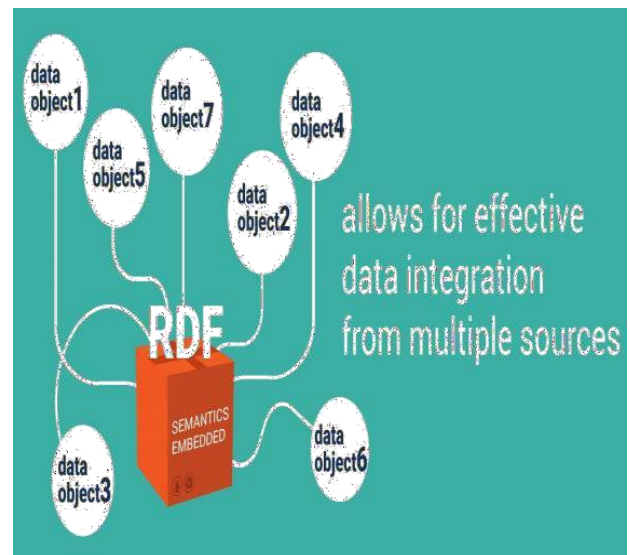 data
object1
data
object7
data
object4
data
object5
data
object2
allows for effective
data integration
from multiple sources
RDF
SEMANTICS
EMBEDDED
data
object3
data
object6